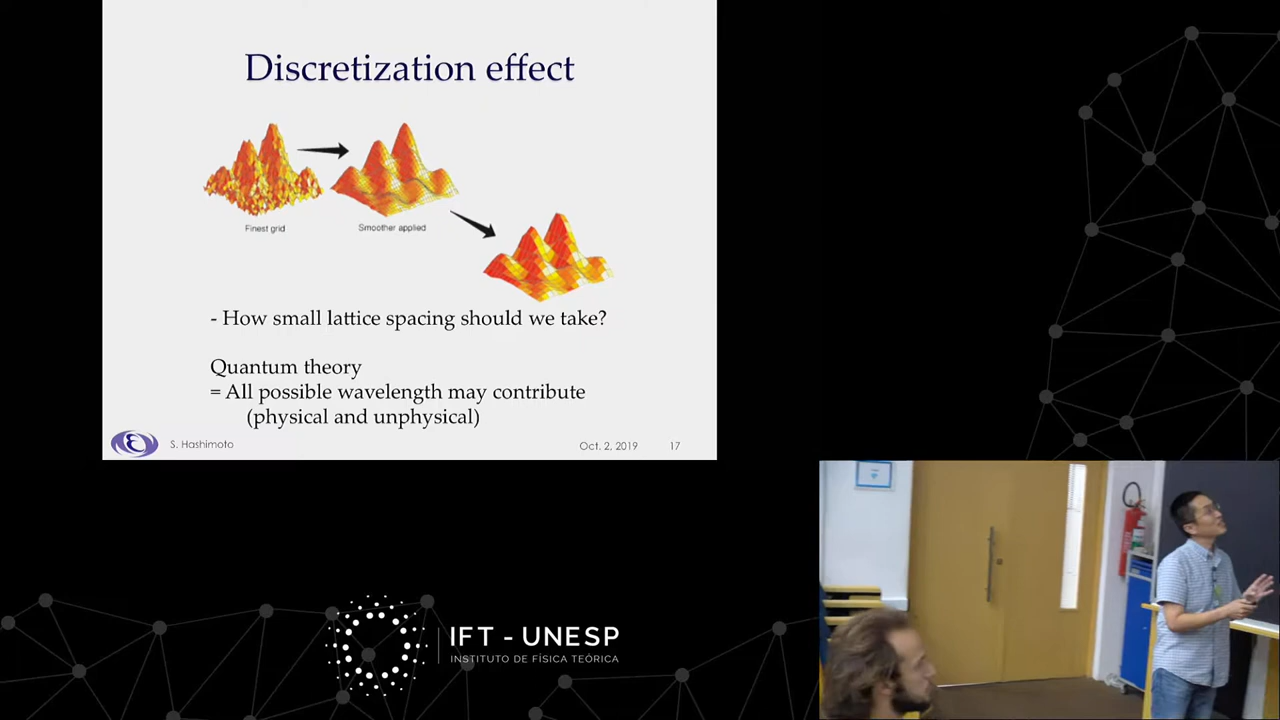 Discretization effect
Finest grid
Smoother applied
- How small lattice spacing should we take?
Quantum theory
= All possible wavelength may contribute
(physical and unphysical)
S. Hashimoto
Oct. 2, 2019
17
IFT - UNESP
INSTITUTO DE FÍSICA TEÓRICA